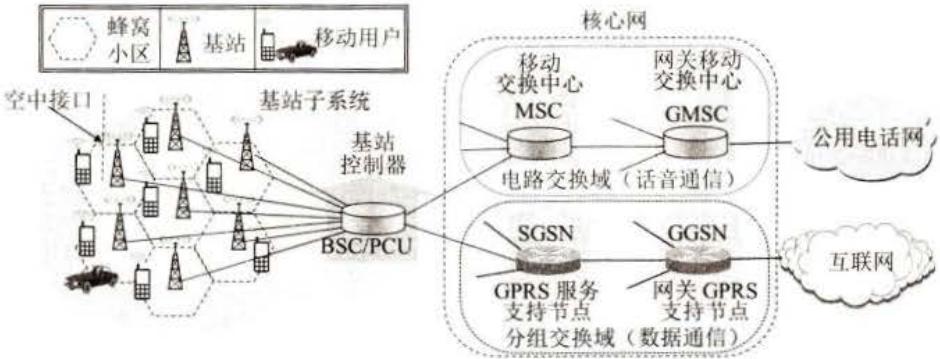 核心网
蜂窝
小区
基站
移动用户
空中接口
基站子系统
基站
控制器
BSC/PCU
移动
交换中心
MSC
网关移动
交换中心
GMSC
电路交换域（话音通信）
公用电话网
SGSN
GPRS 服务
支持节点
GGSN
网关 GPRS
支持节点
分组交换域（数据通信）
互联网